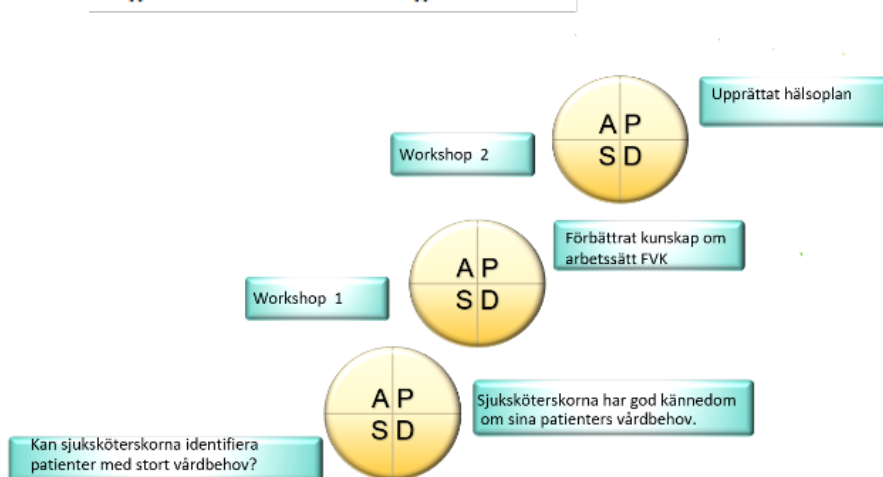 Upprättat hälsoplan
A P
S D
Workshop 2
Förbättrat kunskap om
arbetssätt FVK
A P
S D
Workshop 1
Sjuksköterskorna har god kännedom
om sina patienters vårdbehov.
A P
S D
Kan sjuksköterskorna identifiera
patienter med stort vårdbehov?